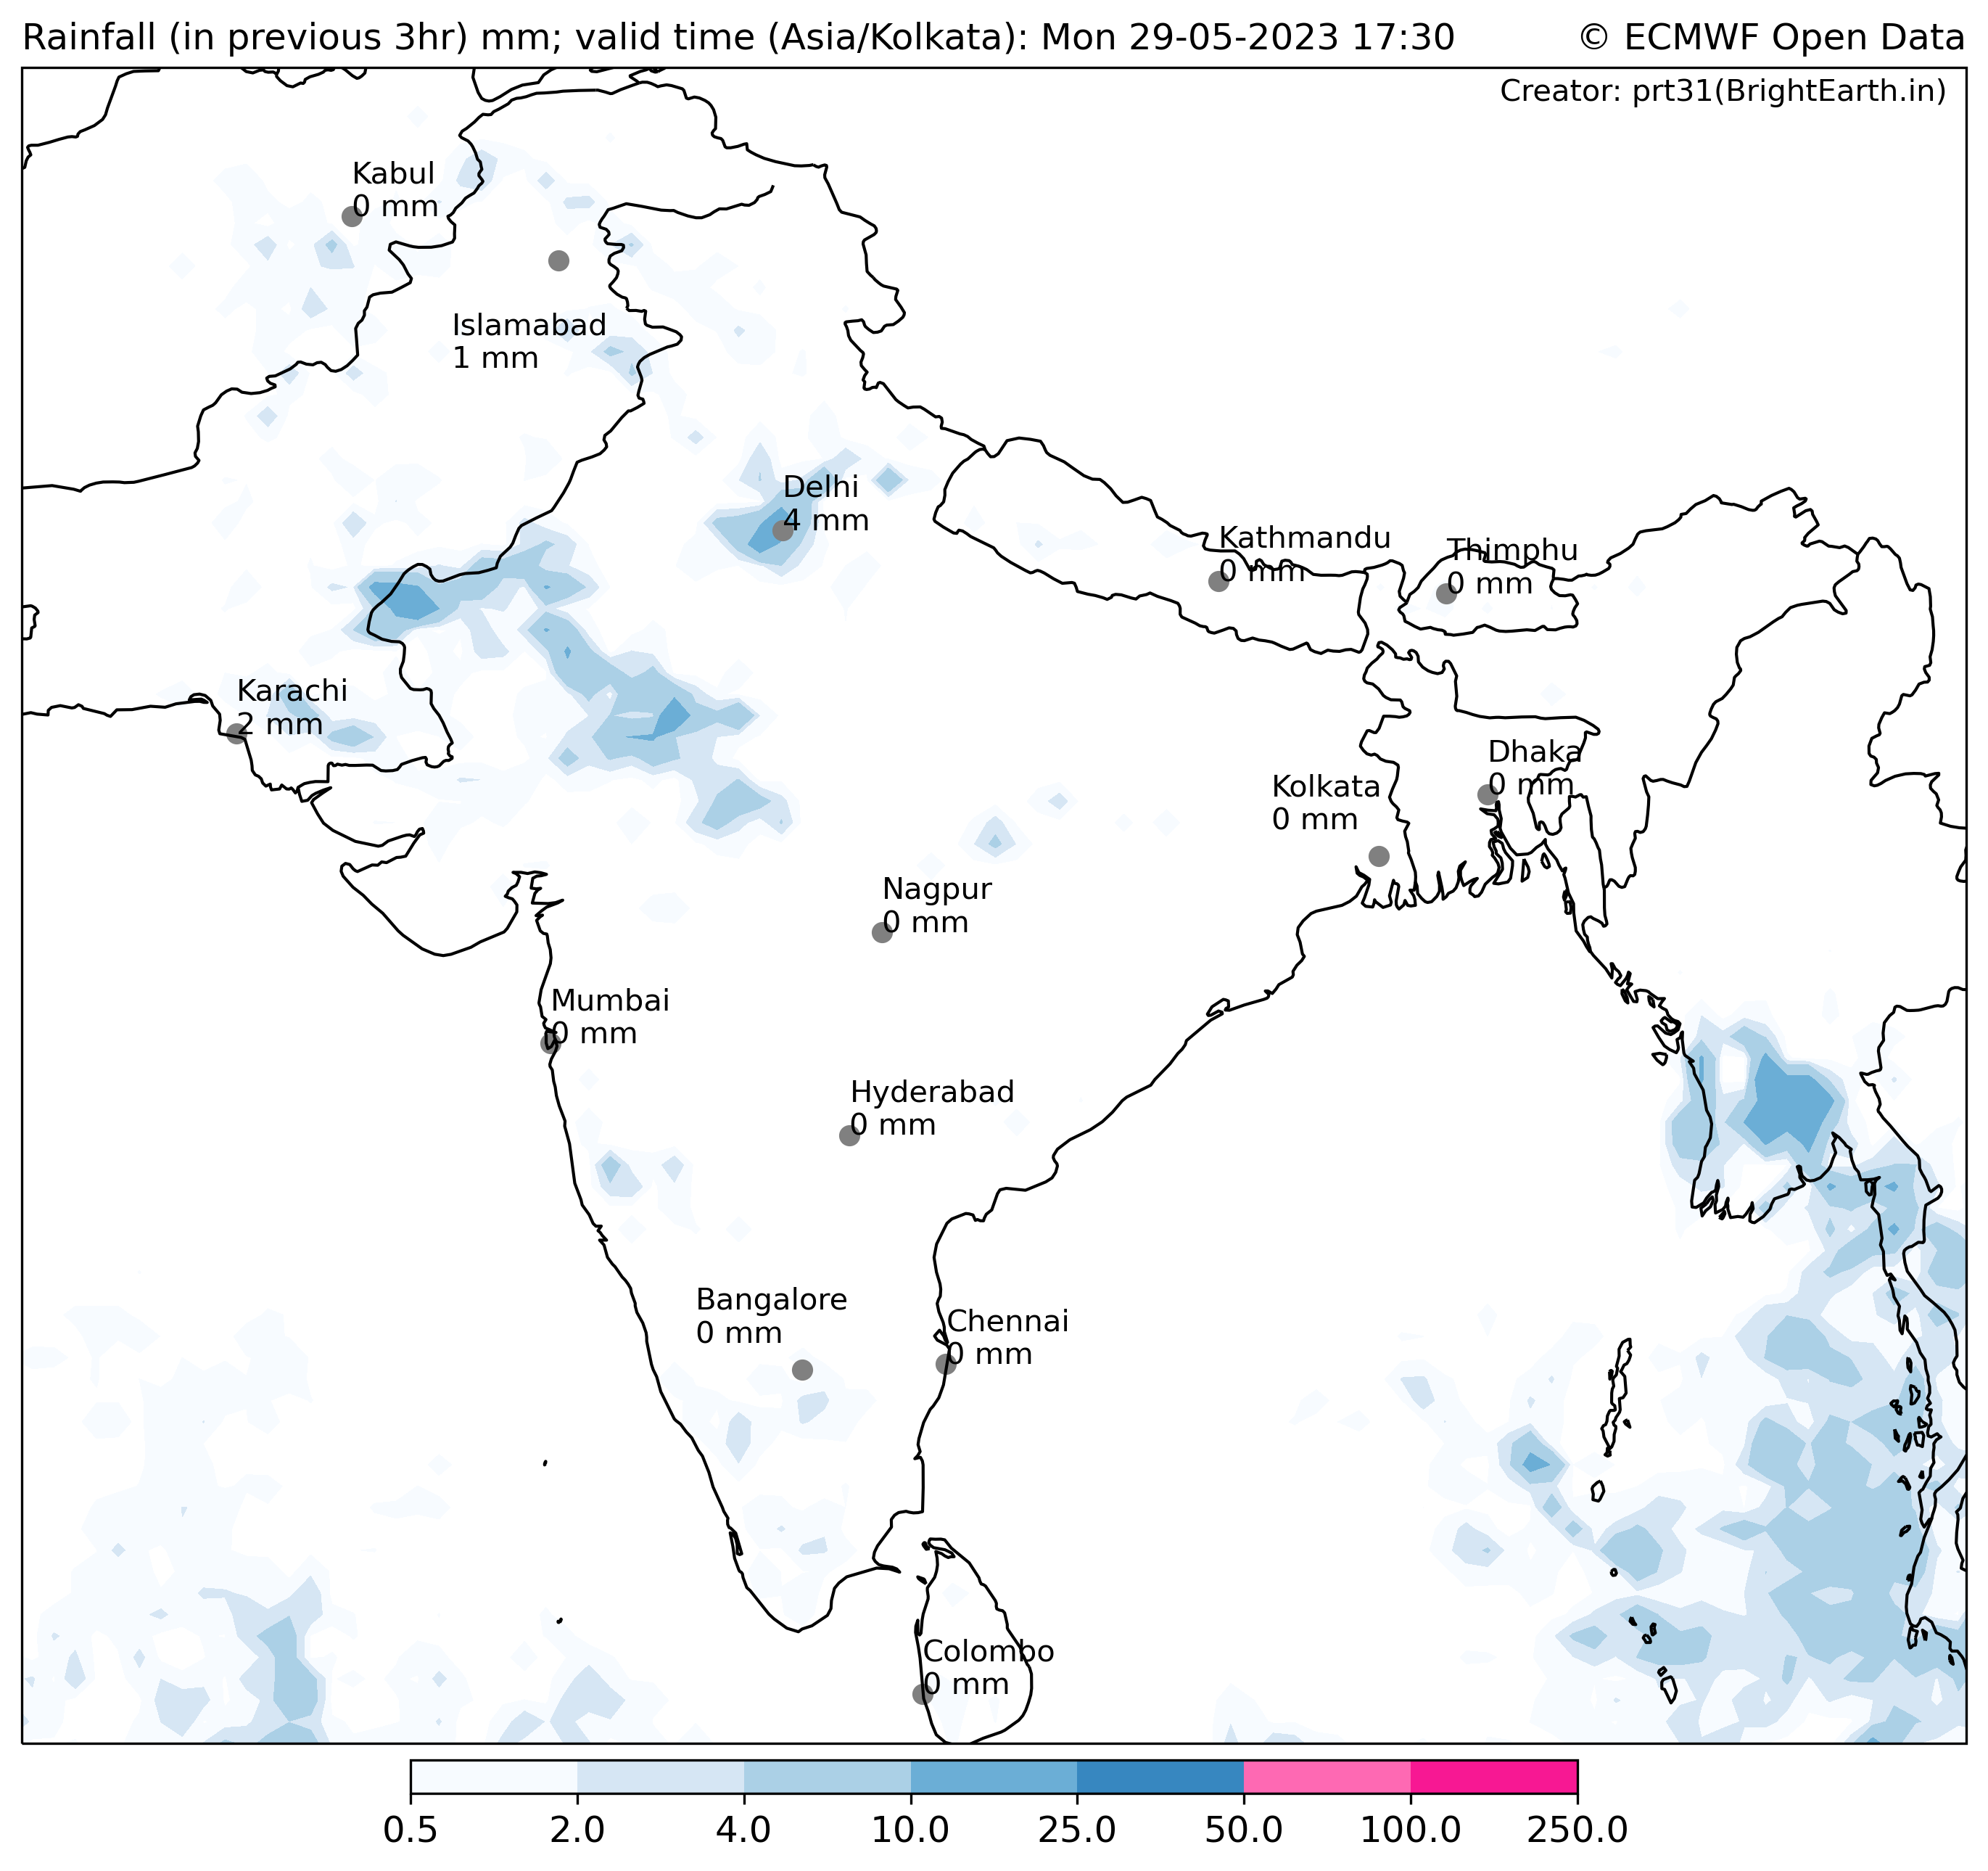 Rainfall (in previous 3hr) mm; valid time (Asia/Kolkata): Mon 29-05-2023 17:30
© ECMWF Open Data
Creator: prt31(BrightEarth.in)
Kabul
0 mm
Islamabad
1 mm
Delhi
4 mm
Kathmandu
0 mm
Thimphu
0 mm
Karachi
2 mm
Dhaka
0 mm
Kolkata
0 mm
Nagpur
0 mm
Mumbai
0 mm
Hyderabad
0 mm
Bangalore
0 mm
Chennai
0 mm
Colombo
0 mm
0.5 2.0 4.0 10.0 25.0 50.0 100.0 250.0